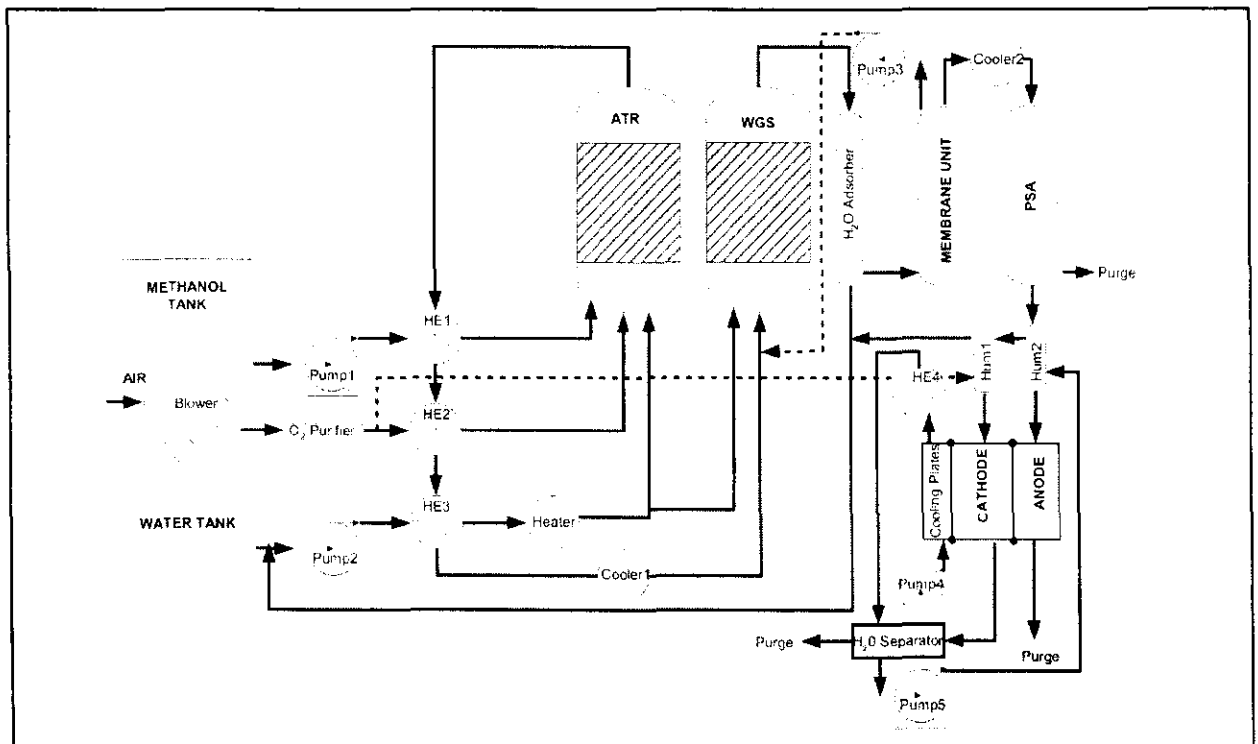 Pump3
Cooler2
ATR
WGS
H2O Adsorber
MEMBRANE UNIT
PSA
Purge
METHANOL
TANK
HE1
Pump1
Hum1
Hum2
AIR
Blower
O2 Purifier
HE2
HE4
Cooling Plates
CATHODE
ANODE
WATER TANK
HE3
Heater
Pump2
Cooler1
Pump4
Purge
H20 Separator
Purge
Pump5